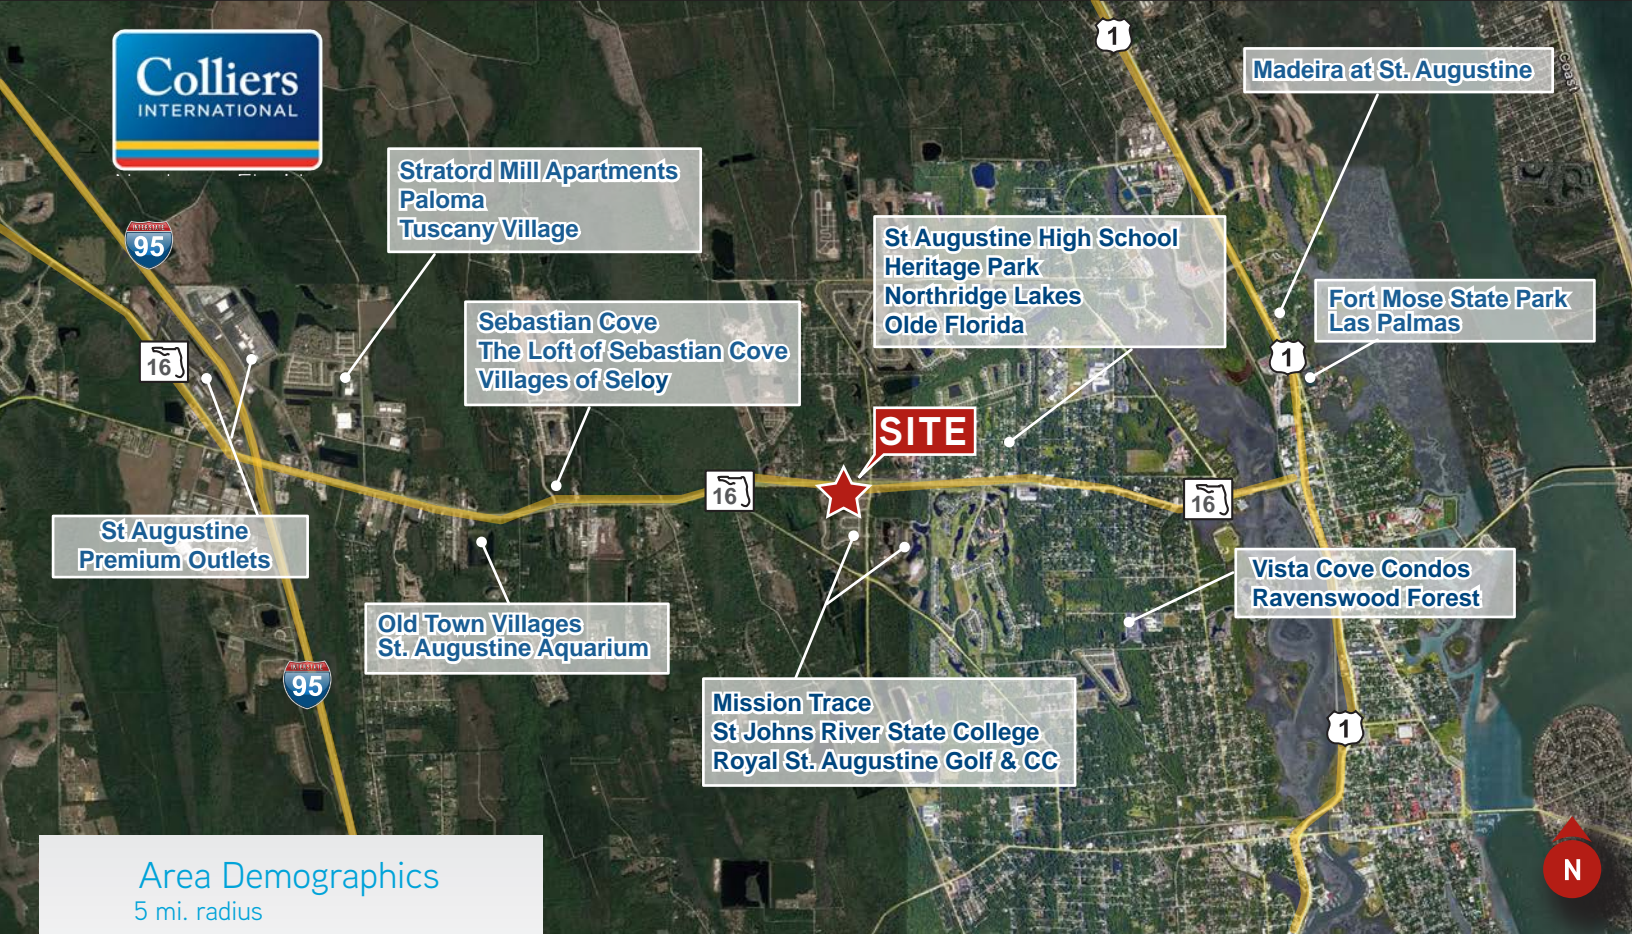 1
Madeira at St. Augustine
Coast
Colliers
INTERNATIONAL
Stratord Mill Apartments
Paloma
Tuscany Village
INTERSTATE
95
St Augustine High School
Heritage Park
Northridge Lakes
Olde Florida
Fort Mose State Park
Las Palmas
Sebastian Cove
The Loft of Sebastian Cove
Villages of Seloy
16
1
SITE
16
16
St Augustine
Premium Outlets
Vista Cove Condos
Ravenswood Forest
Old Town Villages
St. Augustine Aquarium
INTERSTATE
95
Mission Trace
St Johns River State College
Royal St. Augustine Golf & CC
1
Area Demographics
5 mi. radius
N